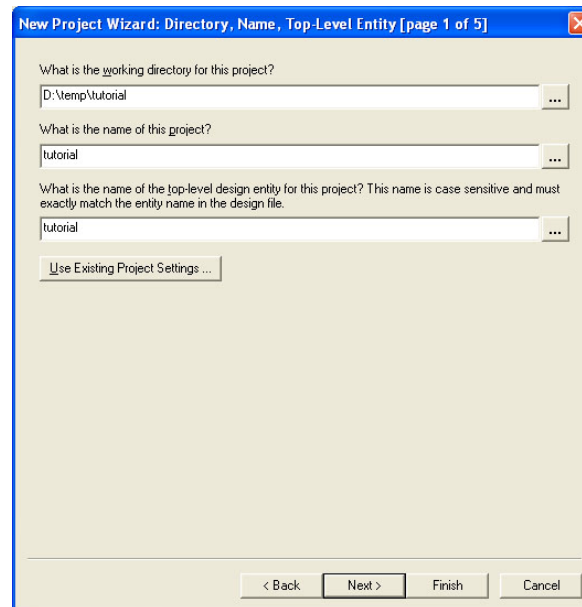 New Project Wizard: Directory, Name, Top-Level Entity [page 1 of 5]
What is the working directory for this project?
D:\temp\tutorial
...
What is the name of this project?
tutorial
...
What is the name of the top-level design entity for this project? This name is case sensitive and must
exactly match the entity name in the design file.
tutorial
...
Use Existing Project Settings ...
< Back
Next >
Finish
Cancel